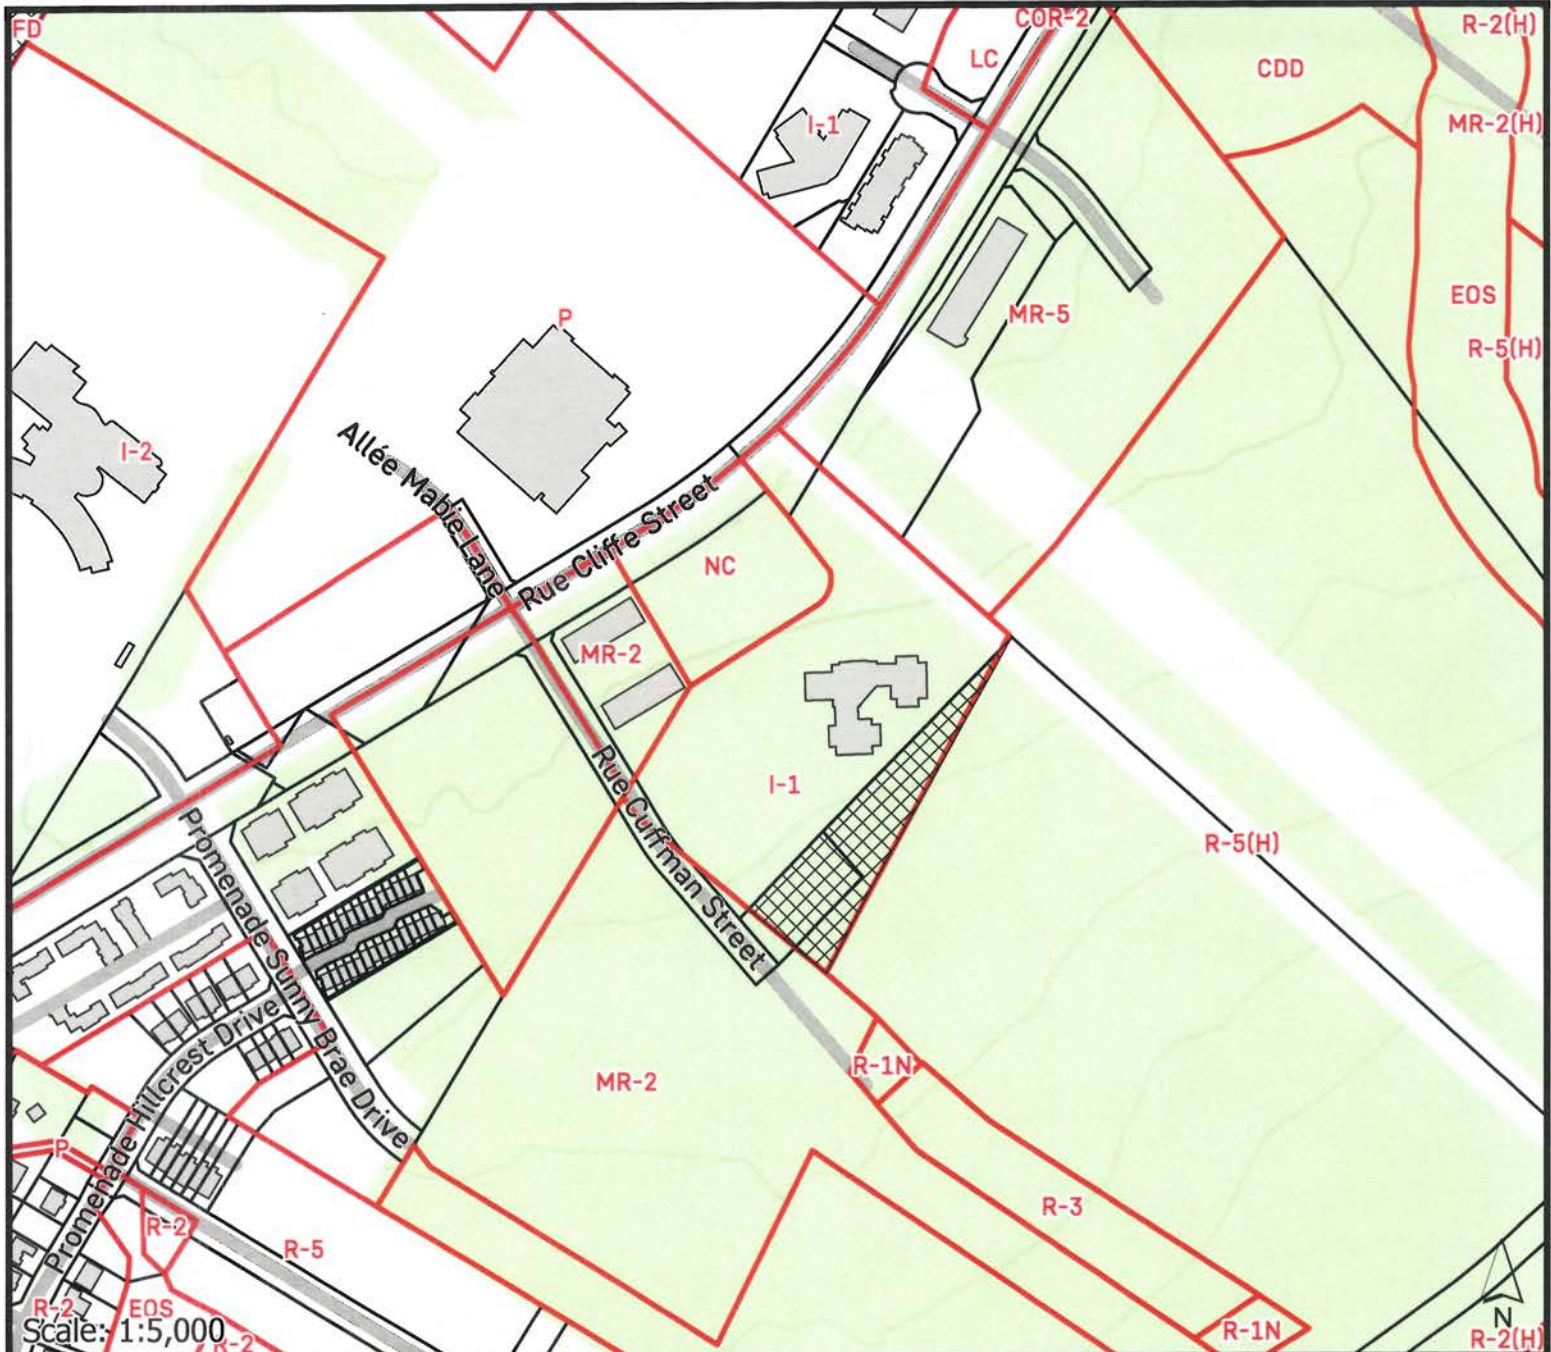 FD
COR-2
R-2(H)
LC
CDD
I-1
MR-2(H)
EOS
P
MR-5
R-5(H)
I-2
Allée Mabie Lane
Rue Cliffe Street
NC
MR-2
I-1
Rue Cuffman Street
R-5(H)
Promenade Sunny Brae Drive
Promenade Hillcrest Drive
R-1N
MR-2
P
R-3
R-2
R-5
R-2
EOS
R-2
Scale: 1:5,000
R-1N
N
R-2(H)